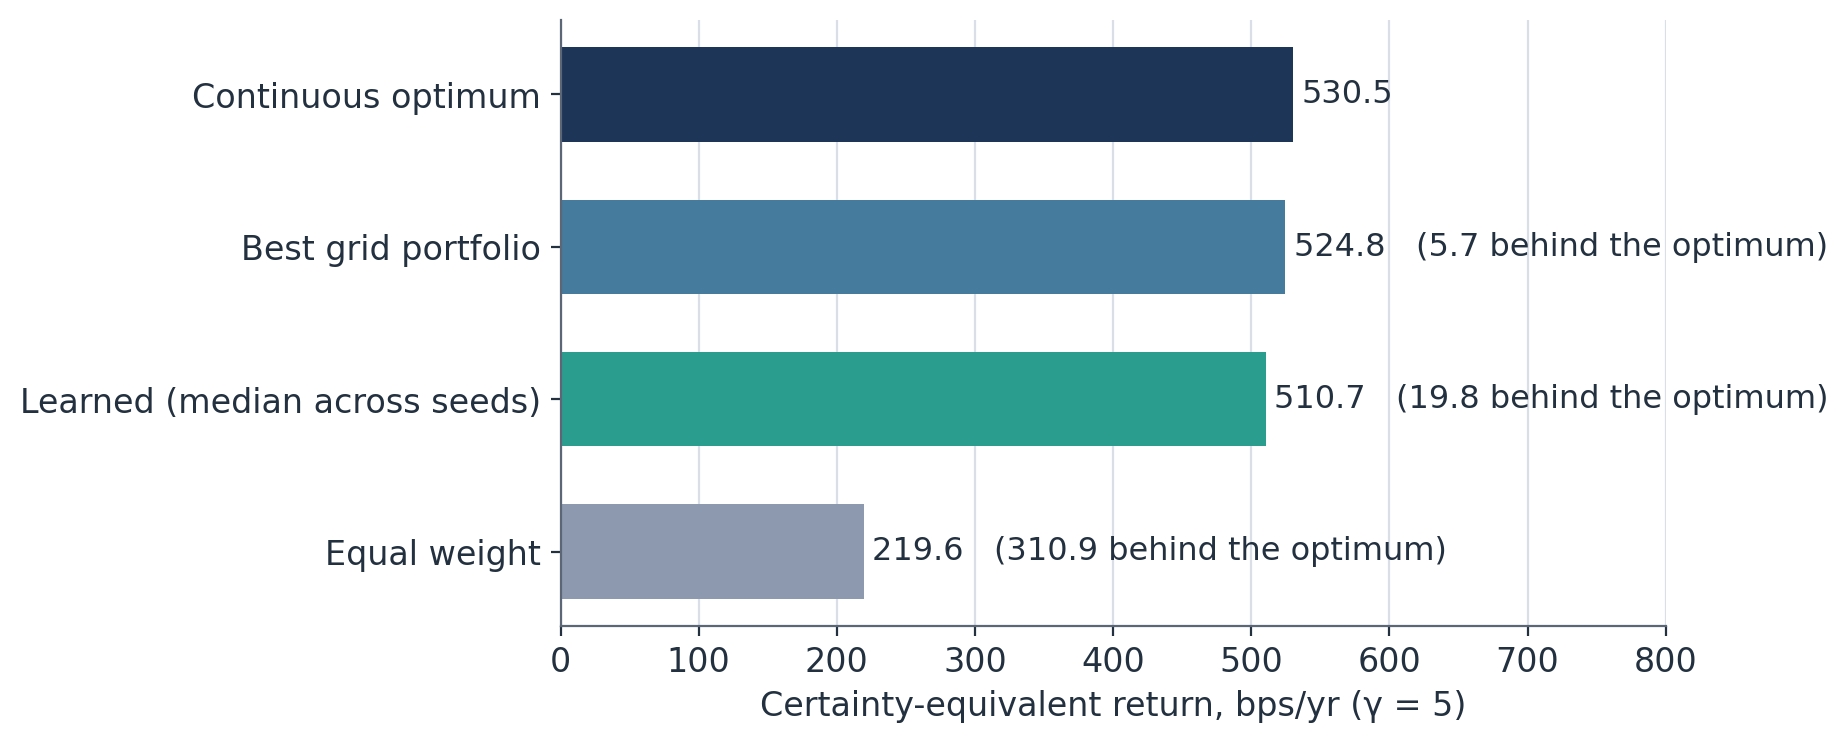 Continuous optimum 530.5
Best grid portfolio 524.8 (5.7 behind the optimum)
Learned (median across seeds) 510.7 (19.8 behind the optimum)
Equal weight 219.6 (310.9 behind the optimum)
0 100 200 300 400 500 600 700 800
Certainty-equivalent return, bps/yr (γ = 5)